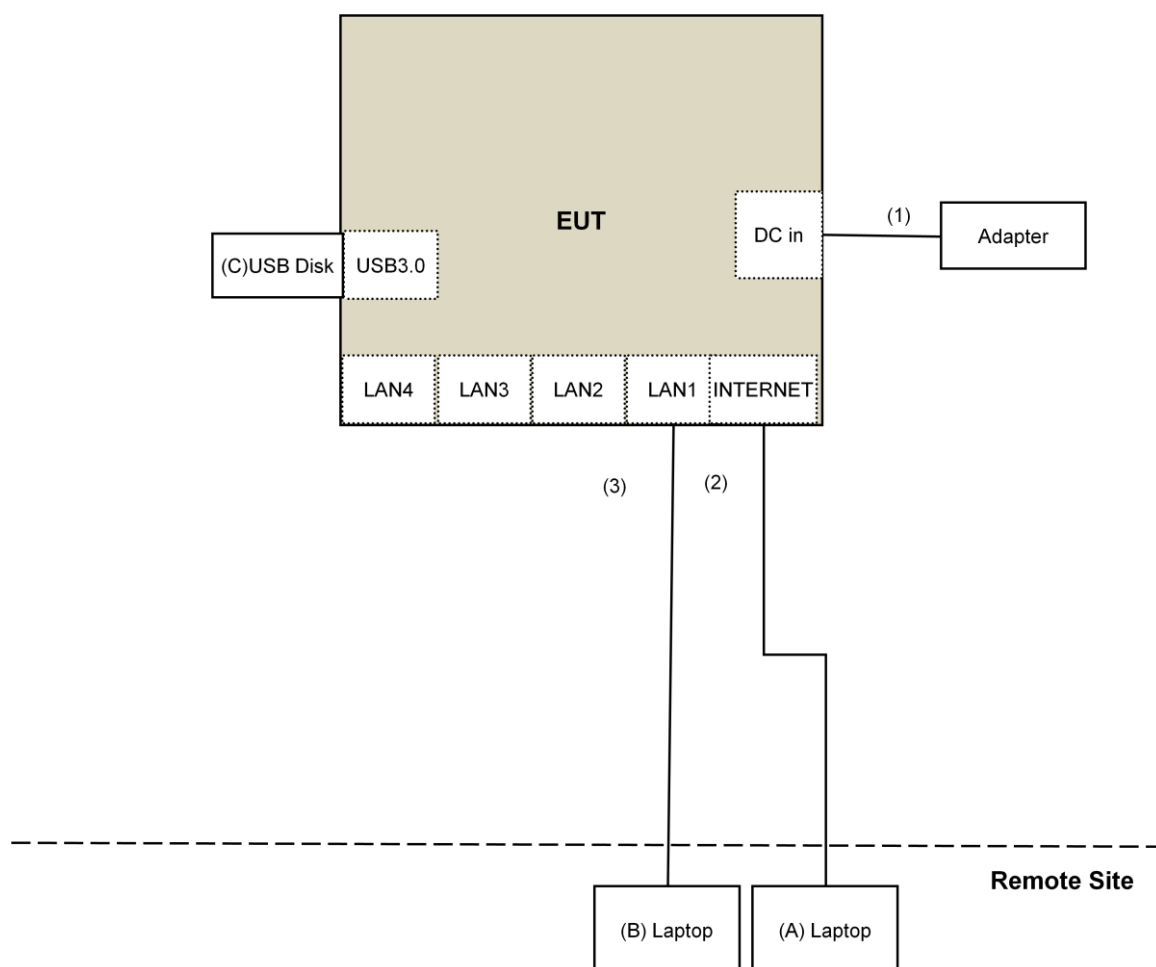 EUT
DC in
(1)
Adapter
(C)USB Disk
USB3.0
LAN4
LAN3
LAN2
LAN1
INTERNET
(3)
(2)
Remote Site
(B) Laptop
(A) Laptop